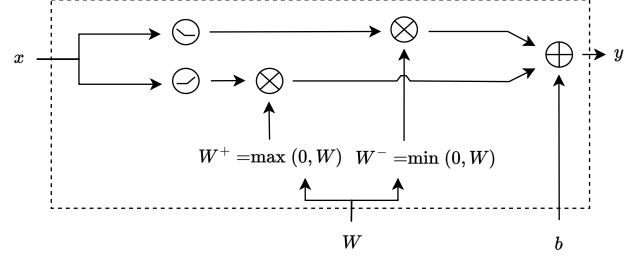 x
y
W⁺ =max (0, W) W⁻ =min (0, W)
W
b